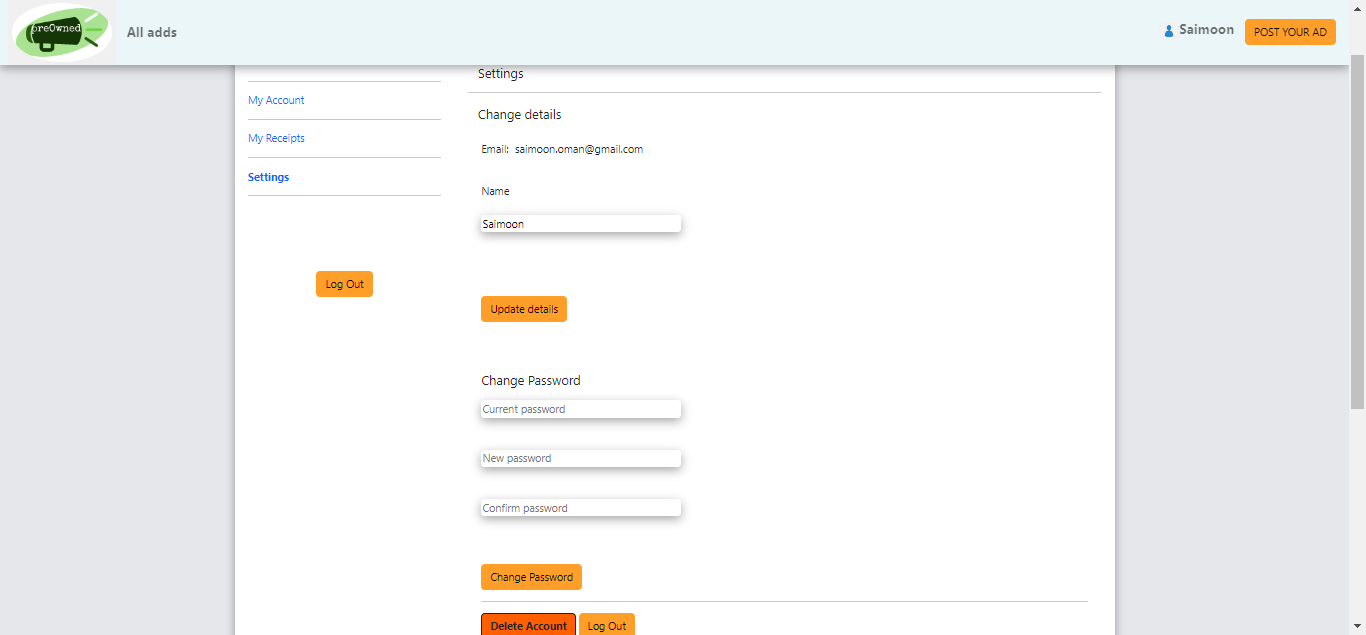 preOwned
All adds
Saimoon
POST YOUR AD
My Account
My Receipts
Settings
Log Out
Settings
Change details
Email: saimoon.oman@gmail.com
Name
Saimoon
Update details
Change Password
Current password
New password
Confirm password
Change Password
Delete Account
Log Out